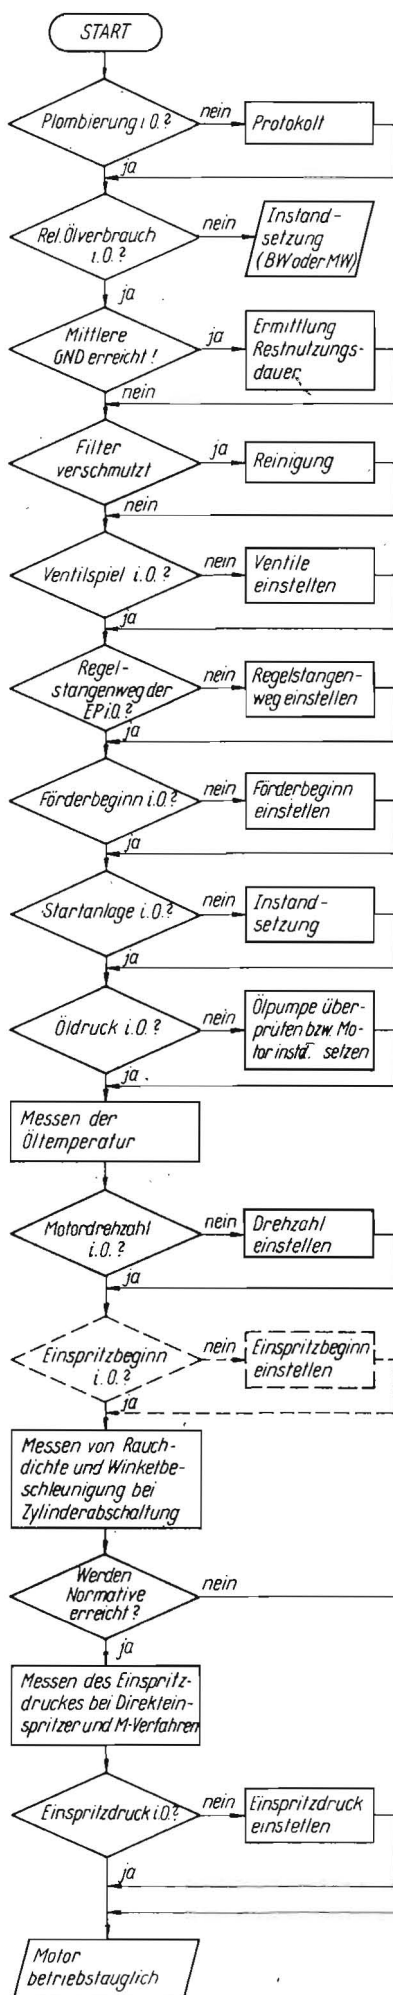 START
Plombierung i.O.?
nein
Protokoll
ja
Rel. Ölverbrauch
i.O.?
nein
Instand-
setzung
(BW oder MW)
ja
Mittlere
GND erreicht!
ja
Ermittlung
Restnutzungs-
dauer
nein
Filter
verschmutzt
ja
Reinigung
nein
Ventilspiel i.O.?
nein
Ventile
einstellen
ja
Regel-
stangenweg der
EP i.O.?
nein
Regelstangen-
weg einstellen
ja
Förderbeginn i.O.?
nein
Förderbeginn
einstellen
ja
Startanlage i.O.?
nein
Instand-
setzung
ja
Öldruck i.O.?
nein
Ölpumpe über-
prüfen bzw. Mo-
tor instd. setzen
ja
Messen der
Öltemperatur
Motordrehzahl
i.O.?
nein
Drehzahl
einstellen
ja
Einspritzbeginn
i.O.?
nein
Einspritzbeginn
einstellen
ja
Messen von Rauch-
dichte und Winkelbe-
schleunigung bei
Zylinderabschaltung
Werden
Normative
erreicht?
nein
ja
Messen des Einspritz-
druckes bei Direktein-
spritzer und M-Verfahren
Einspritzdruck i.O.?
nein
Einspritzdruck
einstellen
ja
Motor
betriebstauglich